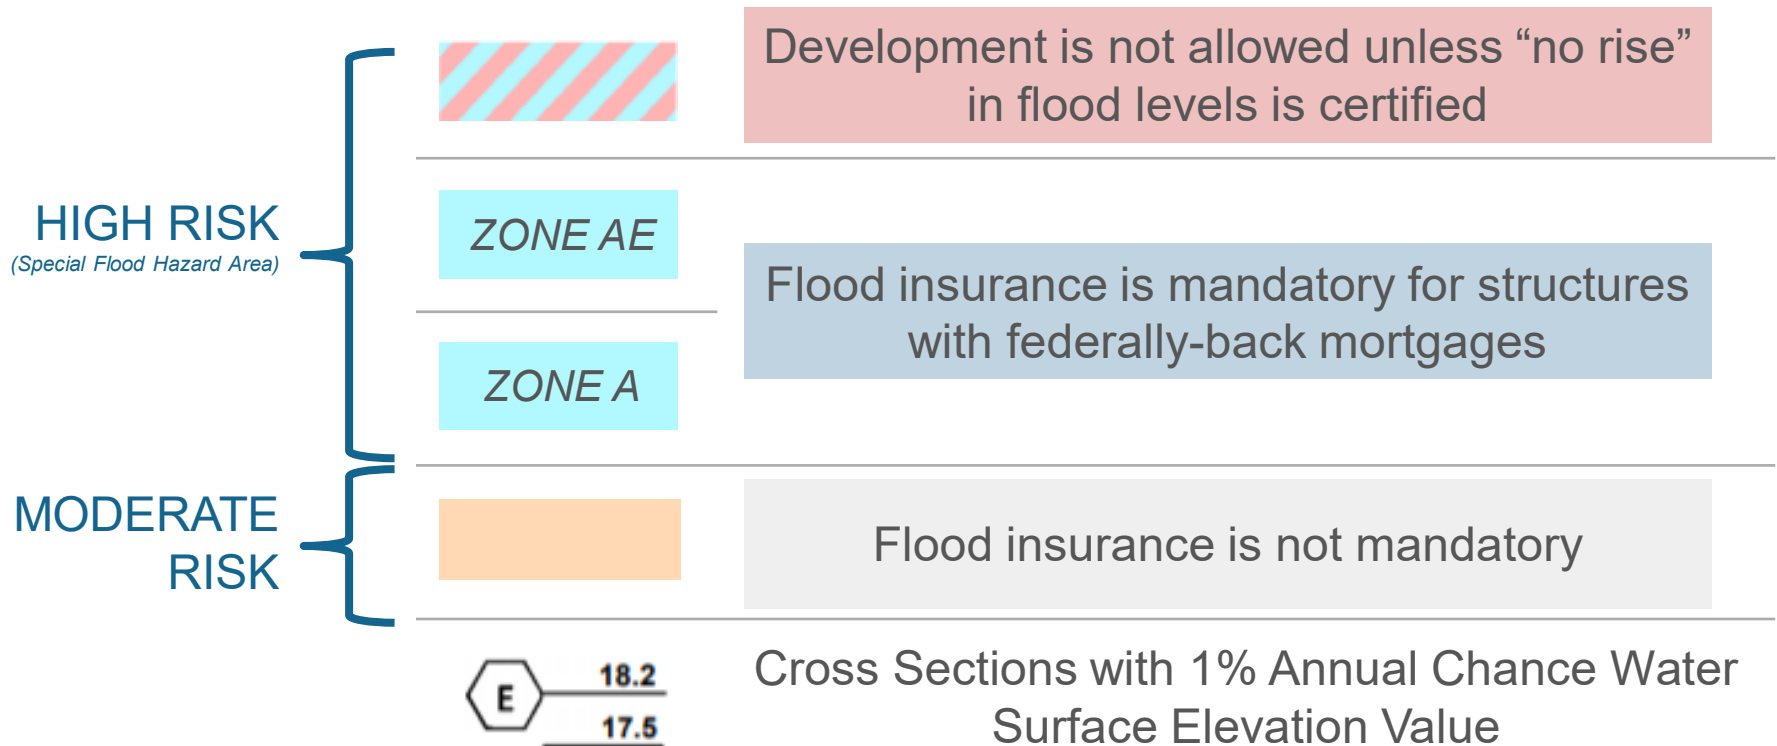 Development is not allowed unless “no rise”
in flood levels is certified
HIGH RISK
(Special Flood Hazard Area)
ZONE AE
ZONE A
Flood insurance is mandatory for structures
with federally-back mortgages
MODERATE
RISK
Flood insurance is not mandatory
E
18.2
17.5
Cross Sections with 1% Annual Chance Water
Surface Elevation Value